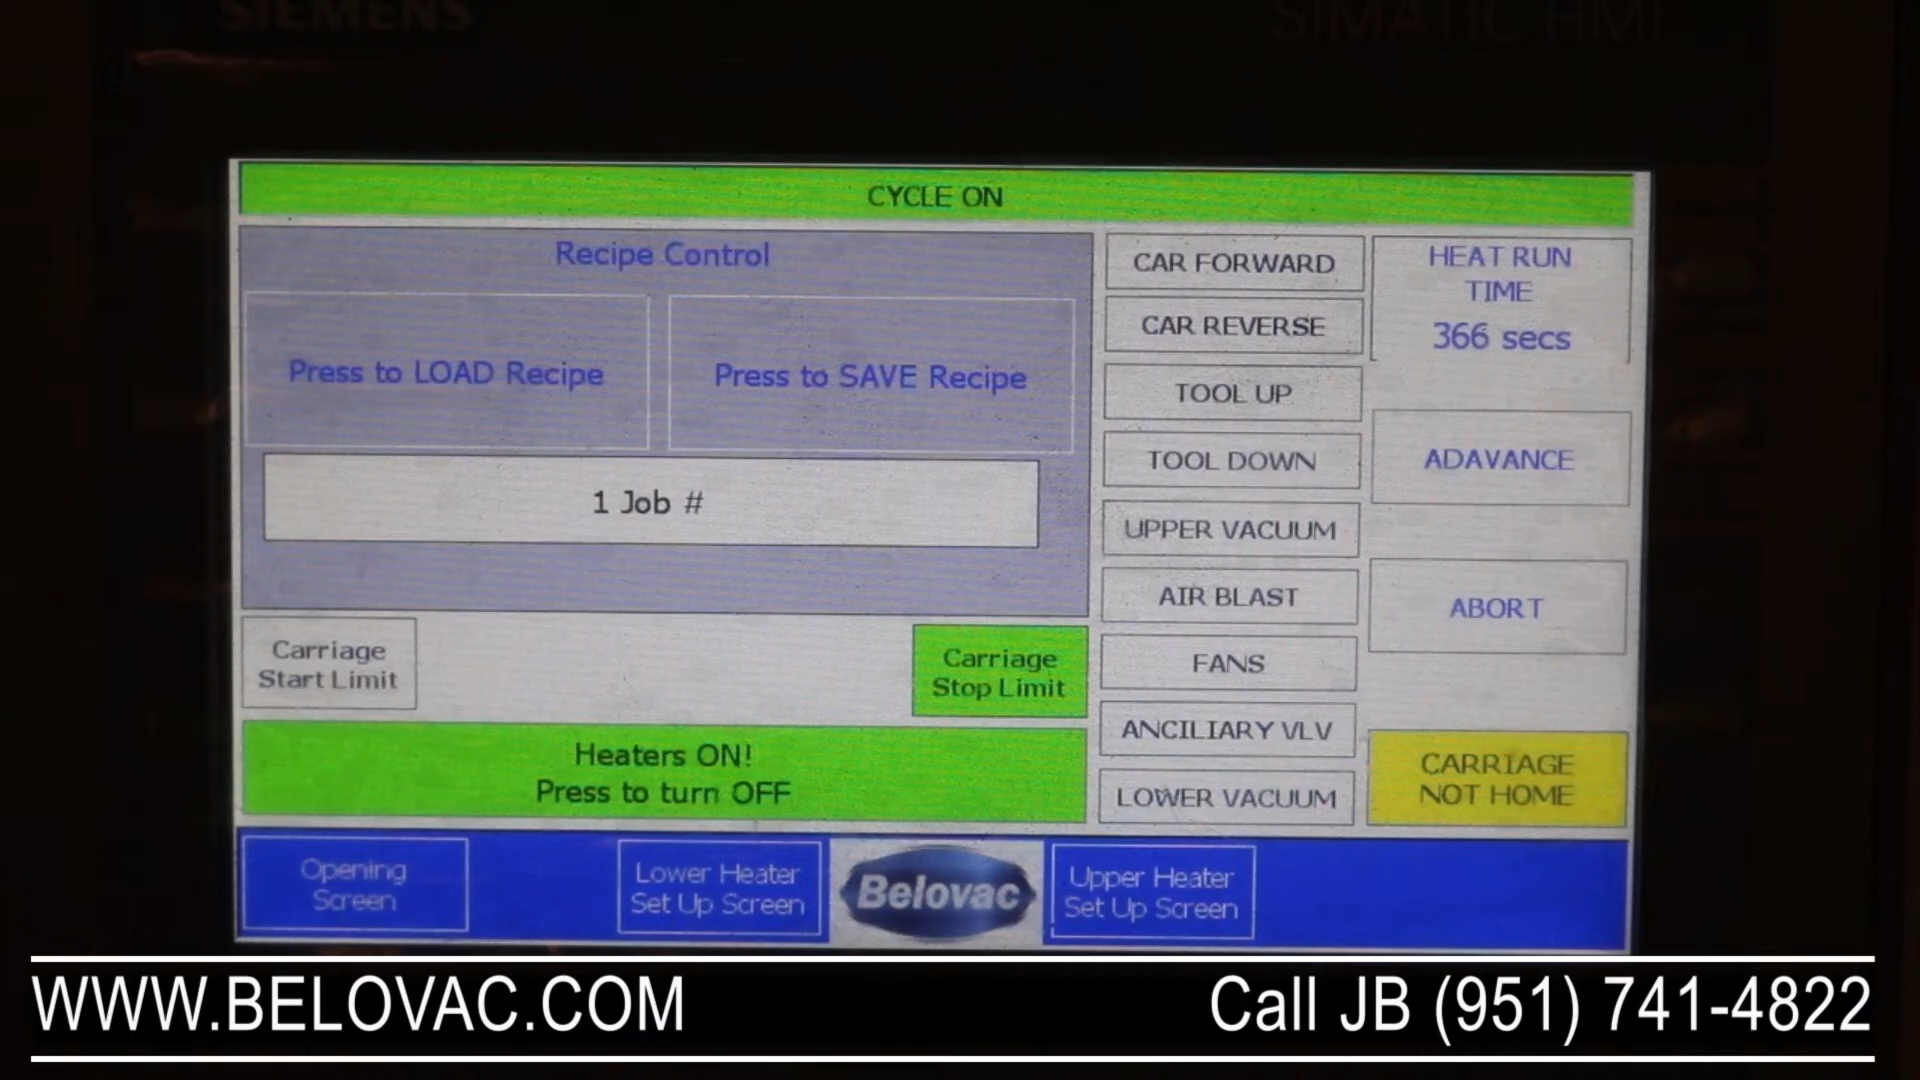 SIEMENS
SIMATIC HMI
CYCLE ON
Recipe Control
Press to LOAD Recipe
Press to SAVE Recipe
1 Job #
Carriage
Start Limit
Carriage
Stop Limit
Heaters ON!
Press to turn OFF
CAR FORWARD
CAR REVERSE
TOOL UP
TOOL DOWN
UPPER VACUUM
AIR BLAST
FANS
ANCILIARY VLV
LOWER VACUUM
HEAT RUN
TIME
366 secs
ADAVANCE
ABORT
CARRIAGE
NOT HOME
Opening
Screen
Lower Heater
Set Up Screen
Belovac
Upper Heater
Set Up Screen
WWW.BELOVAC.COM
Call JB (951) 741-4822